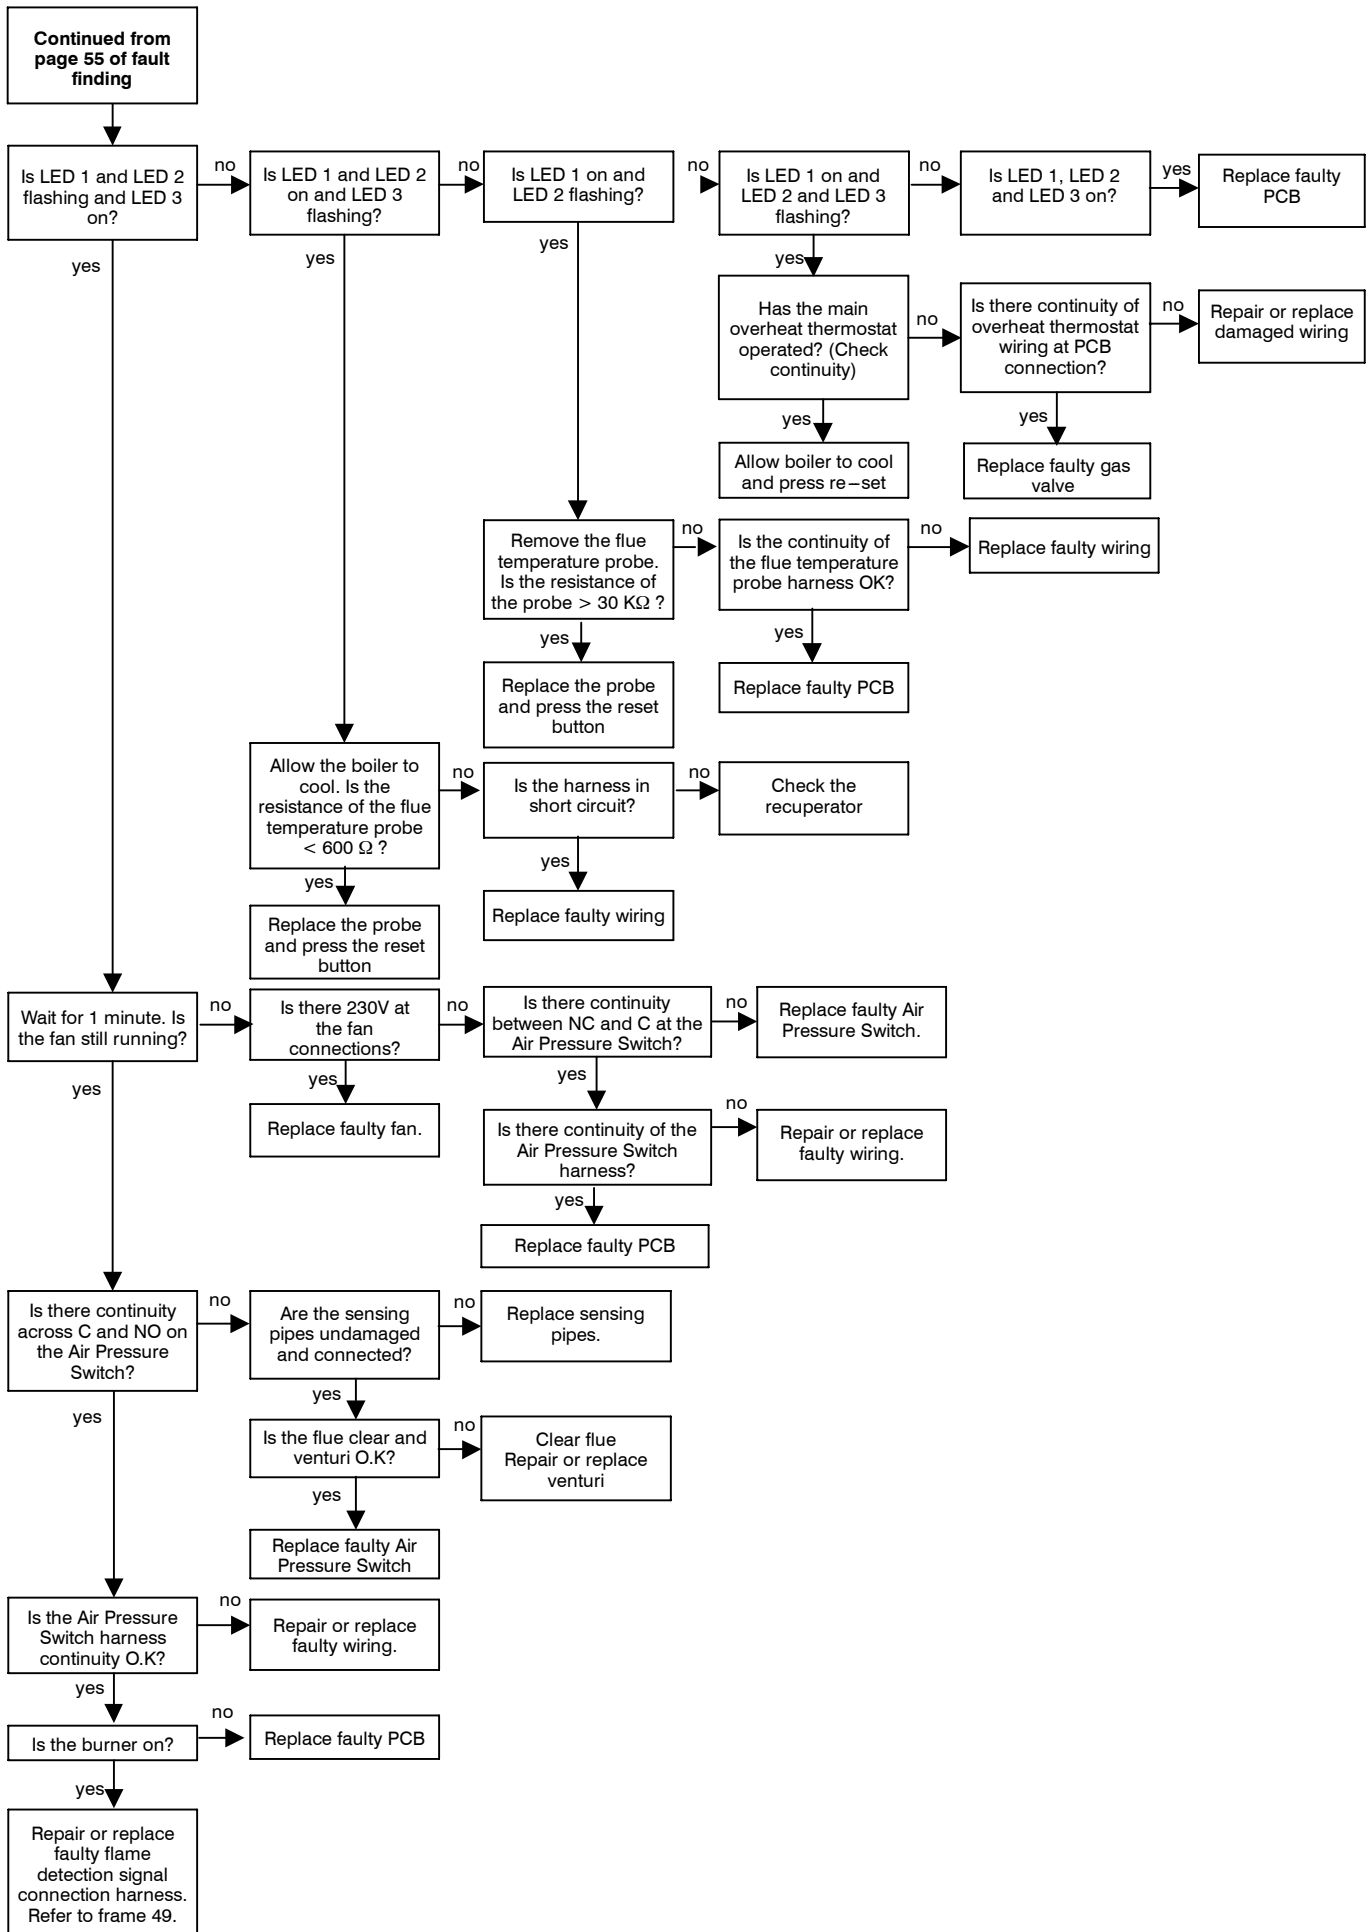 Continued from
page 55 of fault
finding
Is LED 1 and LED 2
flashing and LED 3
on?
no
Is LED 1 and LED 2
on and LED 3
flashing?
no
Is LED 1 on and
LED 2 flashing?
no
Is LED 1 on and
LED 2 and LED 3
flashing?
no
Is LED 1, LED 2
and LED 3 on?
yes
Replace faulty
PCB
yes
yes
yes
yes
Has the main
overheat thermostat
operated? (Check
continuity)
no
Is there continuity of
overheat thermostat
wiring at PCB
connection?
no
Repair or replace
damaged wiring
yes
yes
Allow boiler to cool
and press re–set
Replace faulty gas
valve
Remove the flue
temperature probe.
Is the resistance of
the probe > 30 KΩ ?
no
Is the continuity of
the flue temperature
probe harness OK?
no
Replace faulty wiring
yes
yes
Replace the probe
and press the reset
button
Replace faulty PCB
Allow the boiler to
cool. Is the
resistance of the flue
temperature probe
< 600 Ω ?
no
Is the harness in
short circuit?
no
Check the
recuperator
yes
yes
Replace the probe
and press the reset
button
Replace faulty wiring
Wait for 1 minute. Is
the fan still running?
no
Is there 230V at
the fan
connections?
no
Is there continuity
between NC and C at the
Air Pressure Switch?
no
Replace faulty Air
Pressure Switch.
yes
yes
yes
Replace faulty fan.
Is there continuity of the
Air Pressure Switch
harness?
no
Repair or replace
faulty wiring.
yes
Replace faulty PCB
Is there continuity
across C and NO on
the Air Pressure
Switch?
no
Are the sensing
pipes undamaged
and connected?
no
Replace sensing
pipes.
yes
yes
Is the flue clear and
venturi O.K?
no
Clear flue
Repair or replace
venturi
yes
Replace faulty Air
Pressure Switch
Is the Air Pressure
Switch harness
continuity O.K?
no
Repair or replace
faulty wiring.
yes
Is the burner on?
no
Replace faulty PCB
yes
Repair or replace
faulty flame
detection signal
connection harness.
Refer to frame 49.